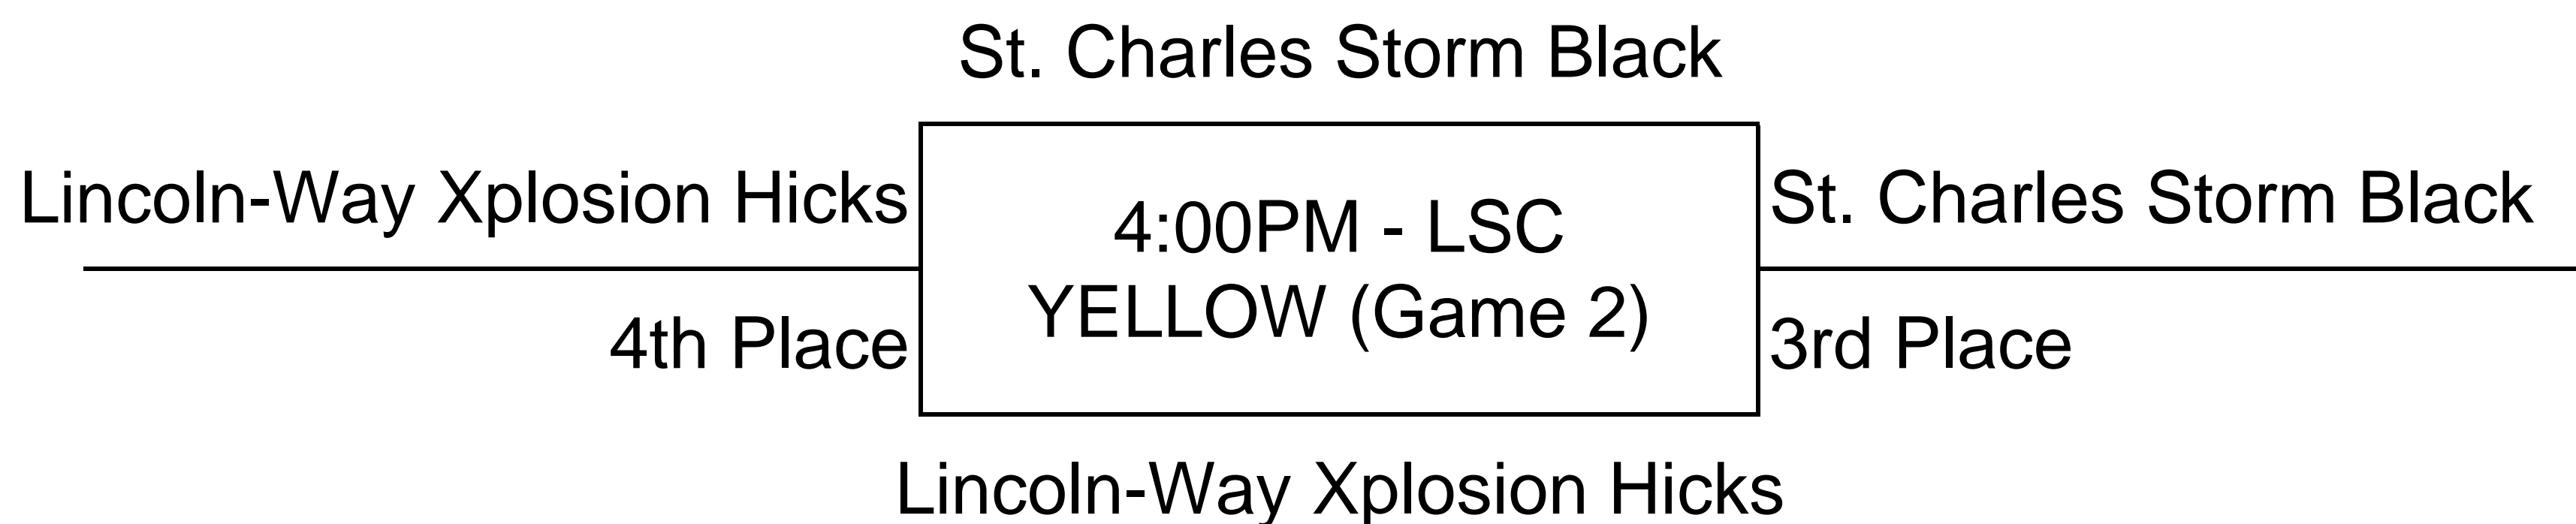 St. Charles Storm Black
Lincoln-Way Xplosion Hicks
4:00PM - LSC
YELLOW (Game 2)
St. Charles Storm Black
4th Place
3rd Place
Lincoln-Way Xplosion Hicks